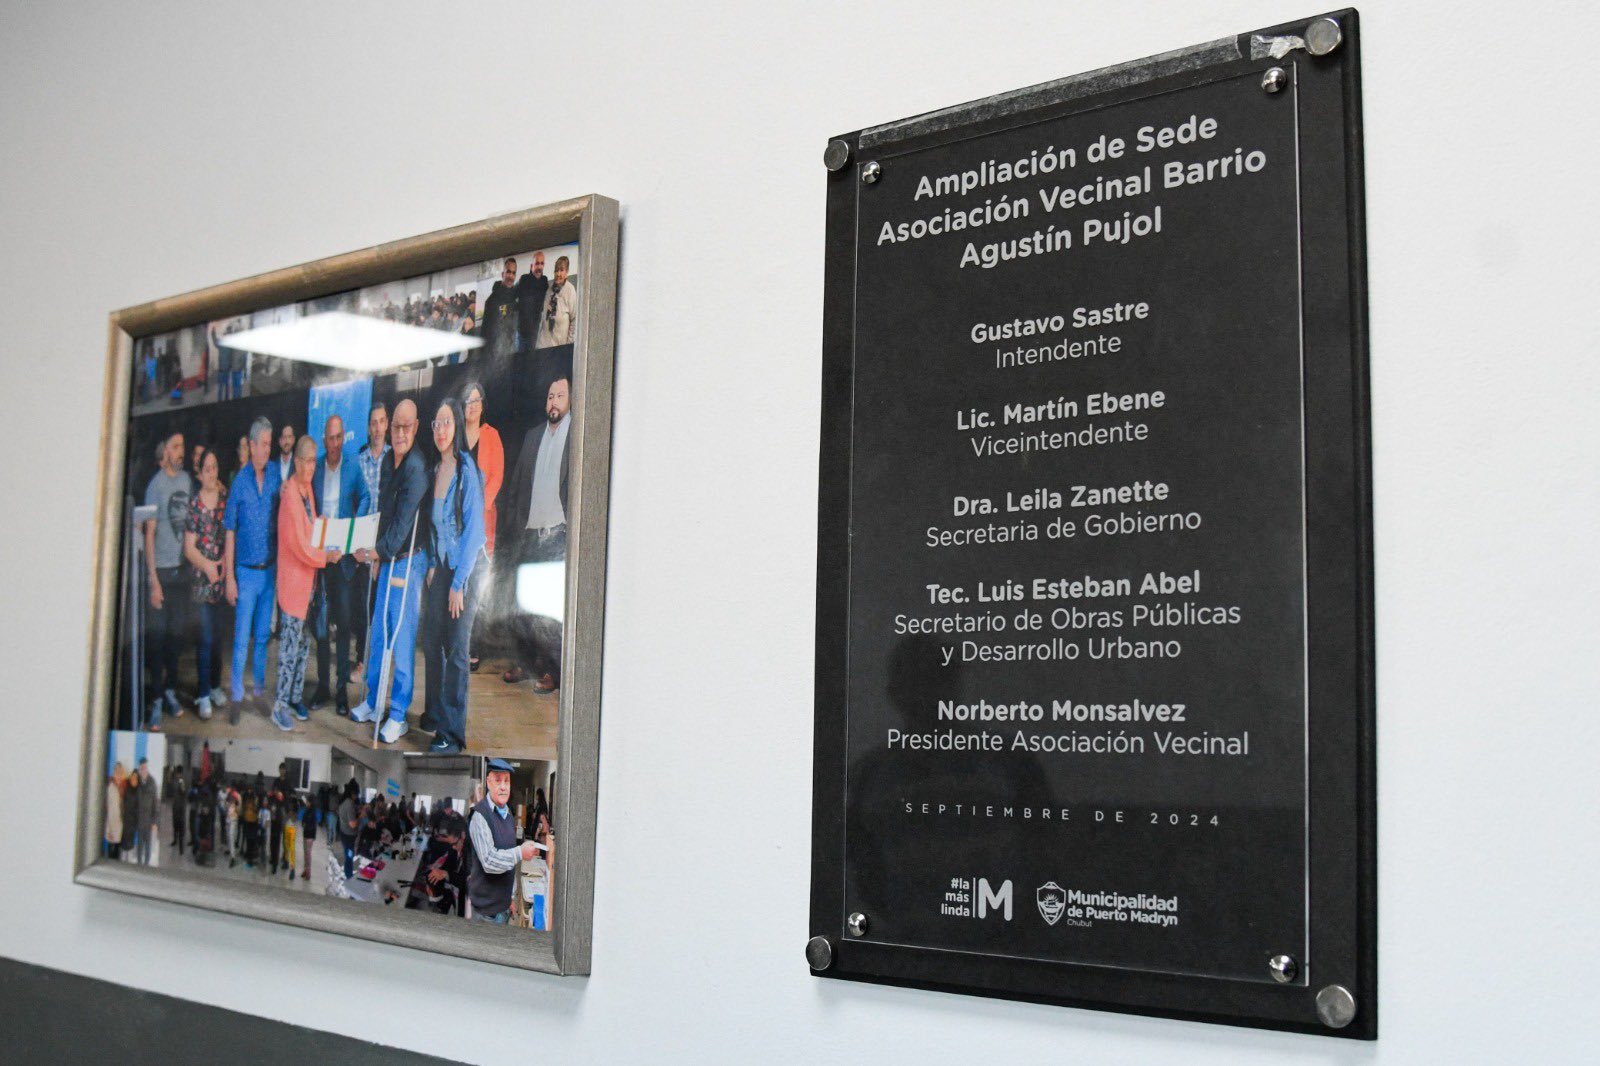 Ampliación de Sede
Asociación Vecinal Barrio
Agustín Pujol
Gustavo Sastre
Intendente
Lic. Martín Ebene
Viceintendente
Dra. Leila Zanette
Secretaria de Gobierno
Tec. Luis Esteban Abel
Secretario de Obras Públicas
y Desarrollo Urbano
Norberto Monsalvez
Presidente Asociación Vecinal
SEPTIEMBRE DE 2024
#la
más
linda
M
Municipalidad
de Puerto Madryn
Chubut